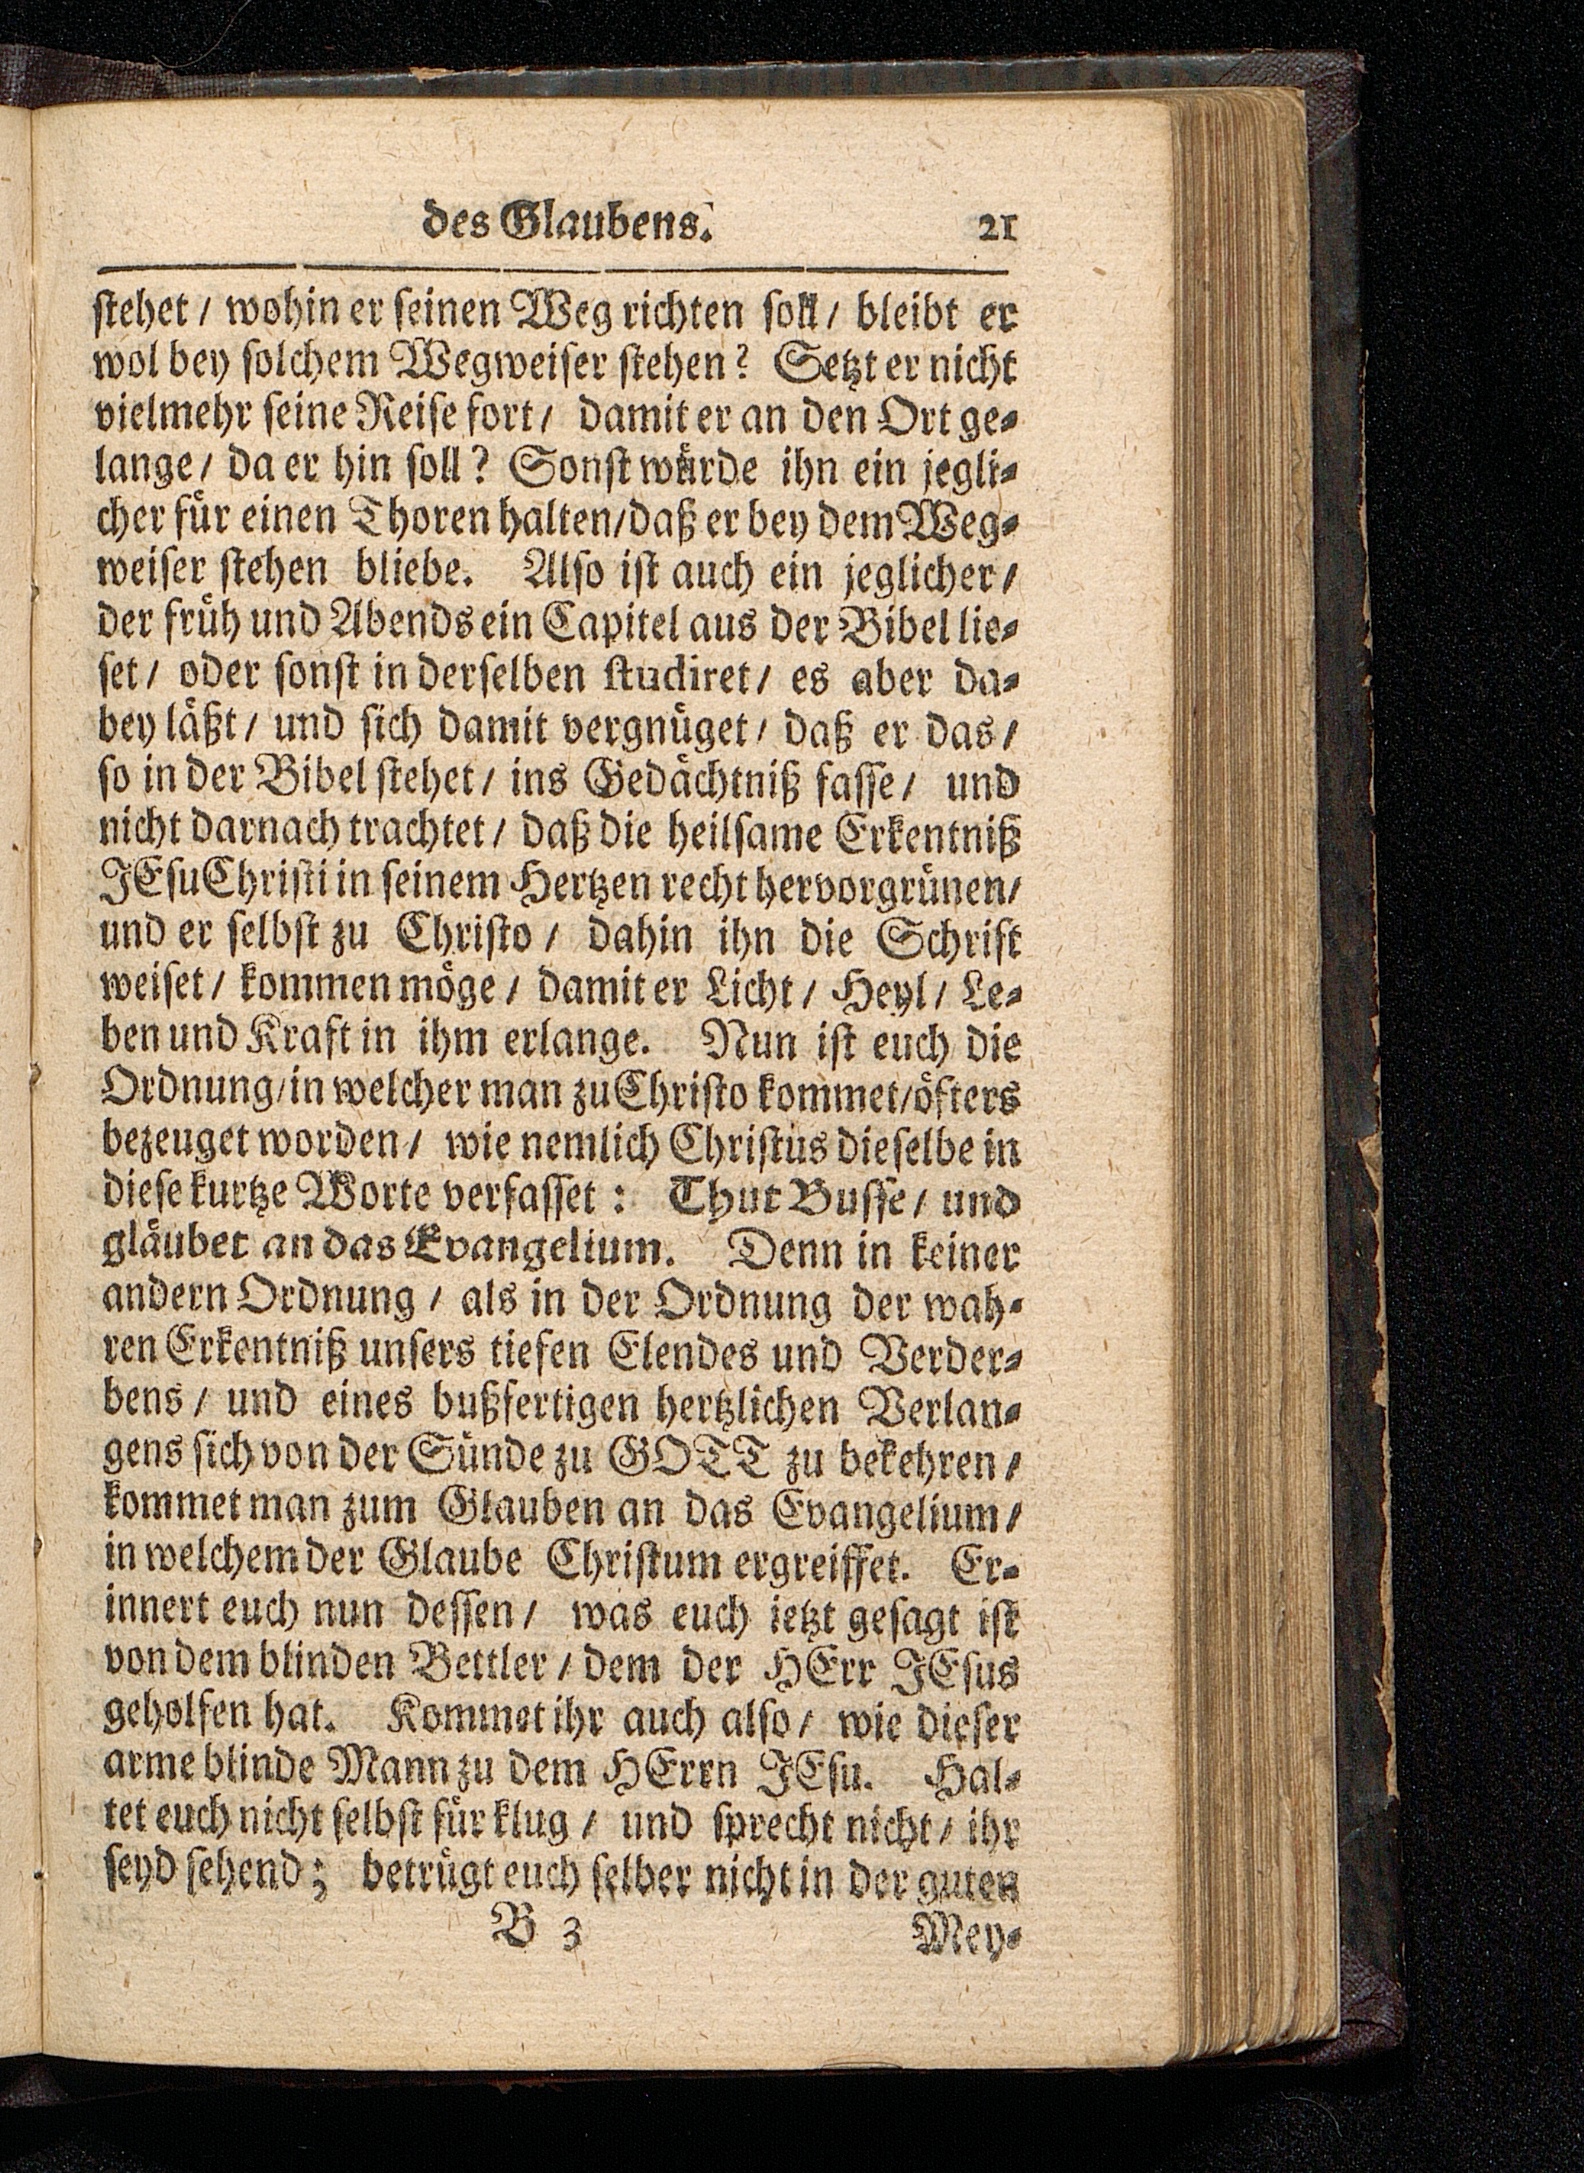 des Glaubens. 21
stehet / wohin er seinen Weg richten soll / bleibt er
wol bey solchem Wegweiser stehen? Setzt er nicht
vielmehr seine Reise fort / damit er an den Ort ge-
lange / da er hin soll? Sonst würde ihn ein jegli-
cher für einen Thoren halten/daß er bey dem Weg-
weiser stehen bliebe. Also ist auch ein jeglicher /
der früh und Abends ein Capitel aus der Bibel lie-
set / oder sonst in derselben studiret / es aber da-
bey läßt / und sich damit vergnüget / daß er das /
so in der Bibel stehet / ins Gedächtniß fasse / und
nicht darnach trachtet / daß die heilsame Erkentniß
JEsu Christi in seinem Hertzen recht hervorgrünen/
und er selbst zu Christo / dahin ihn die Schrift
weiset / kommen möge / damit er Licht / Heyl / Le-
ben und Kraft in ihm erlange. Nun ist euch die
Ordnung/in welcher man zu Christo kommet/öfters
bezeuget worden / wie nemlich Christus dieselbe in
diese kurtze Worte verfasset: Thut Busse / und
gläubet an das Evangelium. Denn in keiner
andern Ordnung / als in der Ordnung der wah-
ren Erkentniß unsers tiefen Elendes und Verder-
bens / und eines bußfertigen hertzlichen Verlan-
gens sich von der Sünde zu GOTT zu bekehren /
kommet man zum Glauben an das Evangelium /
in welchem der Glaube Christum ergreiffet. Er-
innert euch nun dessen / was euch ietzt gesagt ist
von dem blinden Bettler / dem der HErr JEsus
geholfen hat. Kommet ihr auch also / wie dieser
arme blinde Mann zu dem HErrn JEsu. Hal-
tet euch nicht selbst für klug / und sprecht nicht / ihr
seyd sehend; betrügt euch selber nicht in der guten
B 3 Mey-